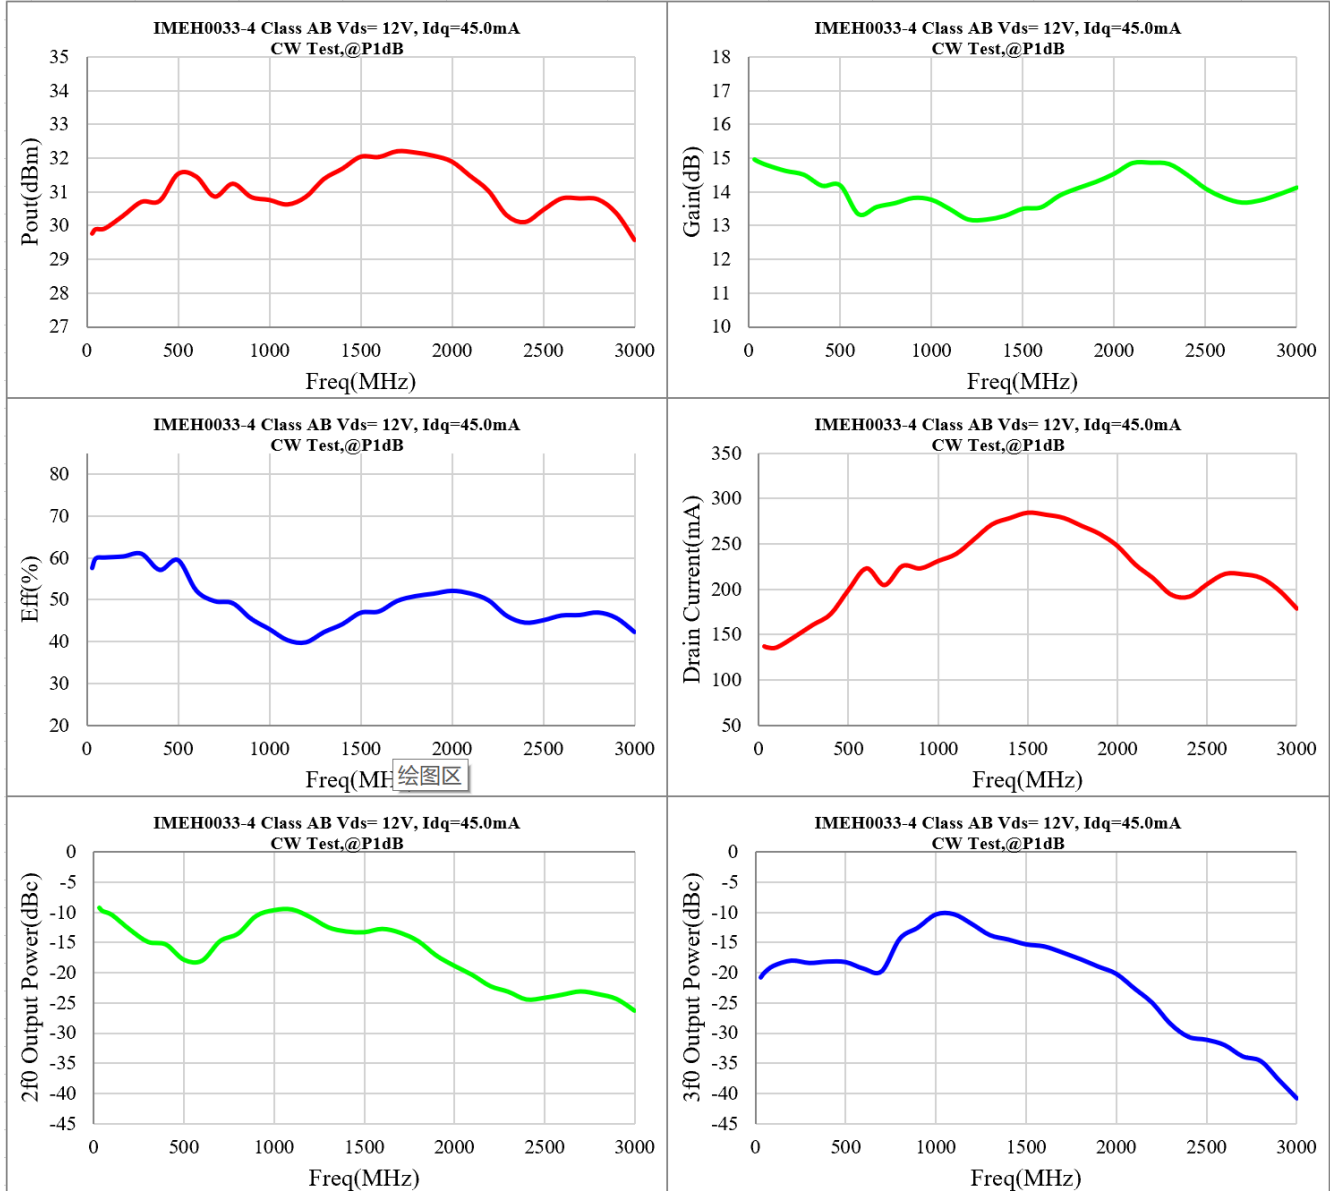 IMEH0033-4 Class AB Vds= 12V, Idq=45.0mA
CW Test,@P1dB
35
34
33
32
31
30
29
28
27
Pout(dBm)
0 500 1000 1500 2000 2500 3000
Freq(MHz)
IMEH0033-4 Class AB Vds= 12V, Idq=45.0mA
CW Test,@P1dB
18
17
16
15
14
13
12
11
10
Gain(dB)
0 500 1000 1500 2000 2500 3000
Freq(MHz)
IMEH0033-4 Class AB Vds= 12V, Idq=45.0mA
CW Test,@P1dB
80
70
60
50
40
30
20
Eff(%)
0 500 1000 1500 2000 2500 3000
Freq(MH
绘图区
IMEH0033-4 Class AB Vds= 12V, Idq=45.0mA
CW Test,@P1dB
350
300
250
200
150
100
50
Drain Current(mA)
0 500 1000 1500 2000 2500 3000
Freq(MHz)
IMEH0033-4 Class AB Vds= 12V, Idq=45.0mA
CW Test,@P1dB
0
-5
-10
-15
-20
-25
-30
-35
-40
-45
2f0 Output Power(dBc)
0 500 1000 1500 2000 2500 3000
Freq(MHz)
IMEH0033-4 Class AB Vds= 12V, Idq=45.0mA
CW Test,@P1dB
0
-5
-10
-15
-20
-25
-30
-35
-40
-45
3f0 Output Power(dBc)
0 500 1000 1500 2000 2500 3000
Freq(MHz)